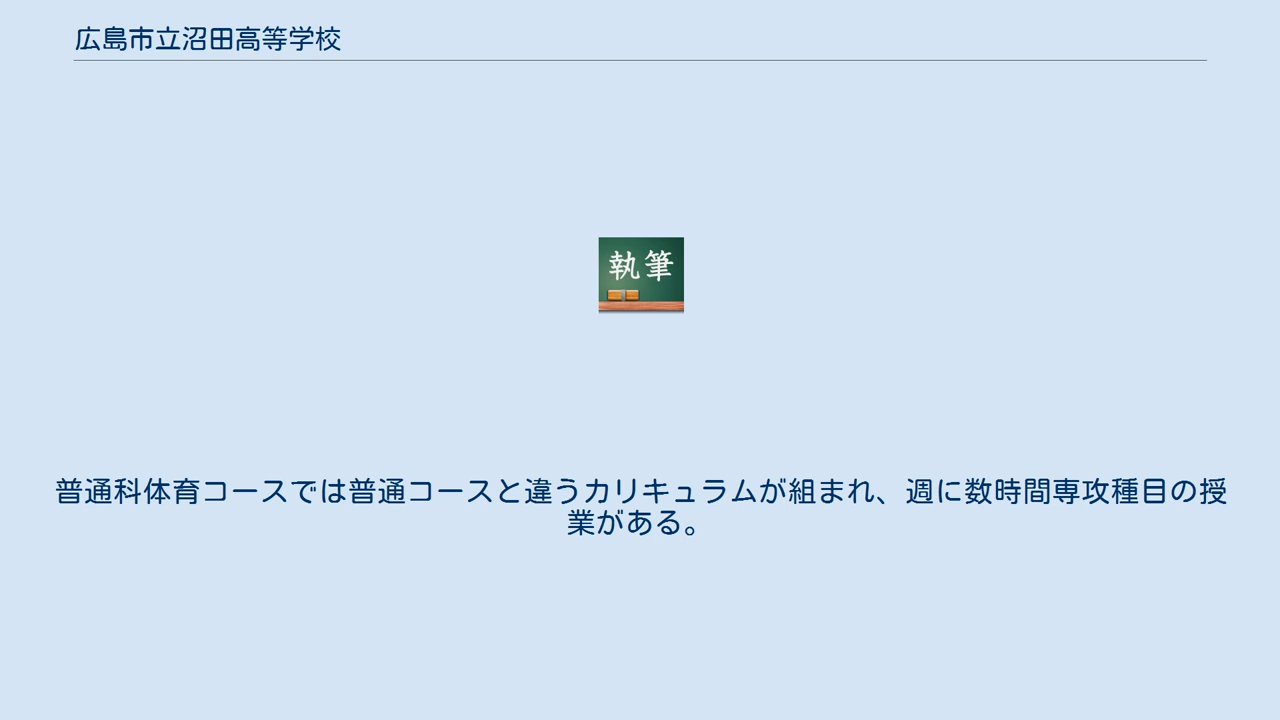 広島市立沼田高等学校
執筆
普通科体育コースでは普通コースと違うカリキュラムが組まれ、週に数時間専攻種目の授
業がある。